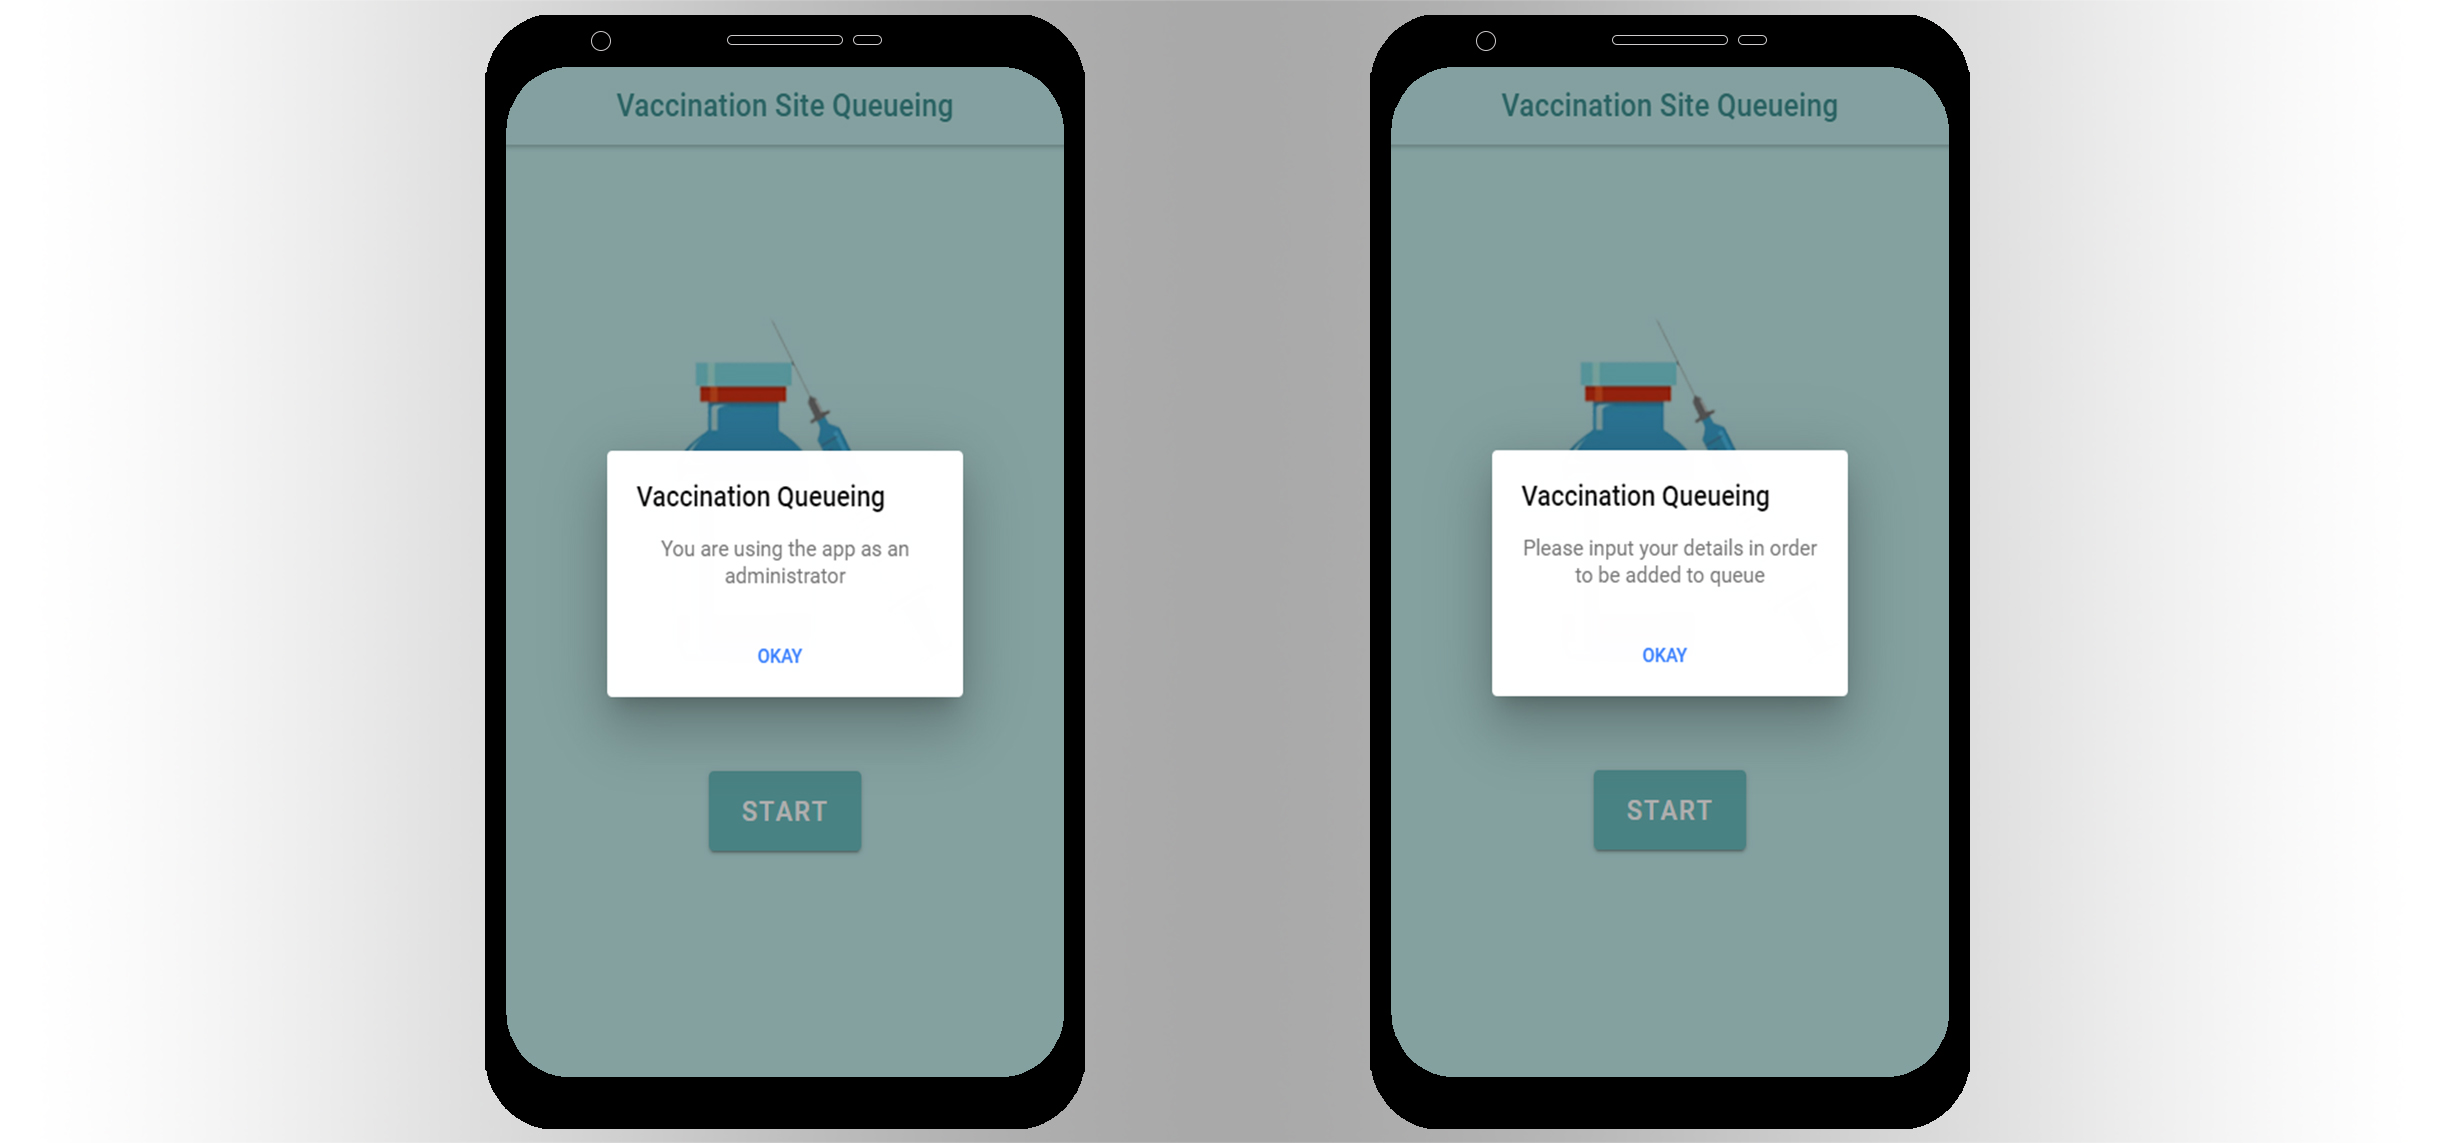 Vaccination Site Queueing
Vaccination Queueing
You are using the app as an
administrator
OKAY
START
Vaccination Site Queueing
Vaccination Queueing
Please input your details in order
to be added to queue
OKAY
START